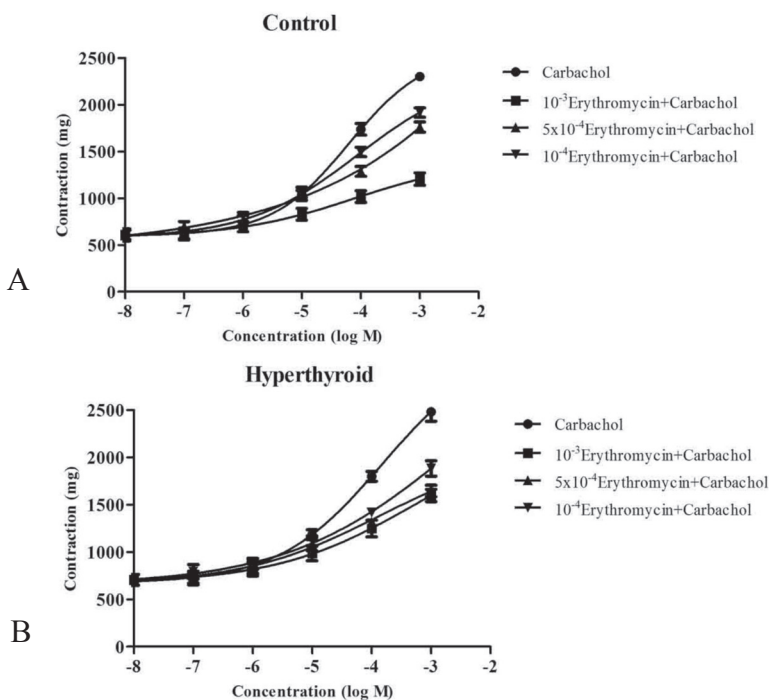 Control
2500
2000
1500
1000
500
0
Contraction (mg)
-8 -7 -6 -5 -4 -3 -2
Concentration (log M)
Carbachol
10⁻³Erythromycin+Carbachol
5x10⁻⁴Erythromycin+Carbachol
10⁻⁴Erythromycin+Carbachol
A
Hyperthyroid
2500
2000
1500
1000
500
0
Contraction (mg)
-8 -7 -6 -5 -4 -3 -2
Concentration (log M)
Carbachol
10⁻³Erythromycin+Carbachol
5x10⁻⁴Erythromycin+Carbachol
10⁻⁴Erythromycin+Carbachol
B